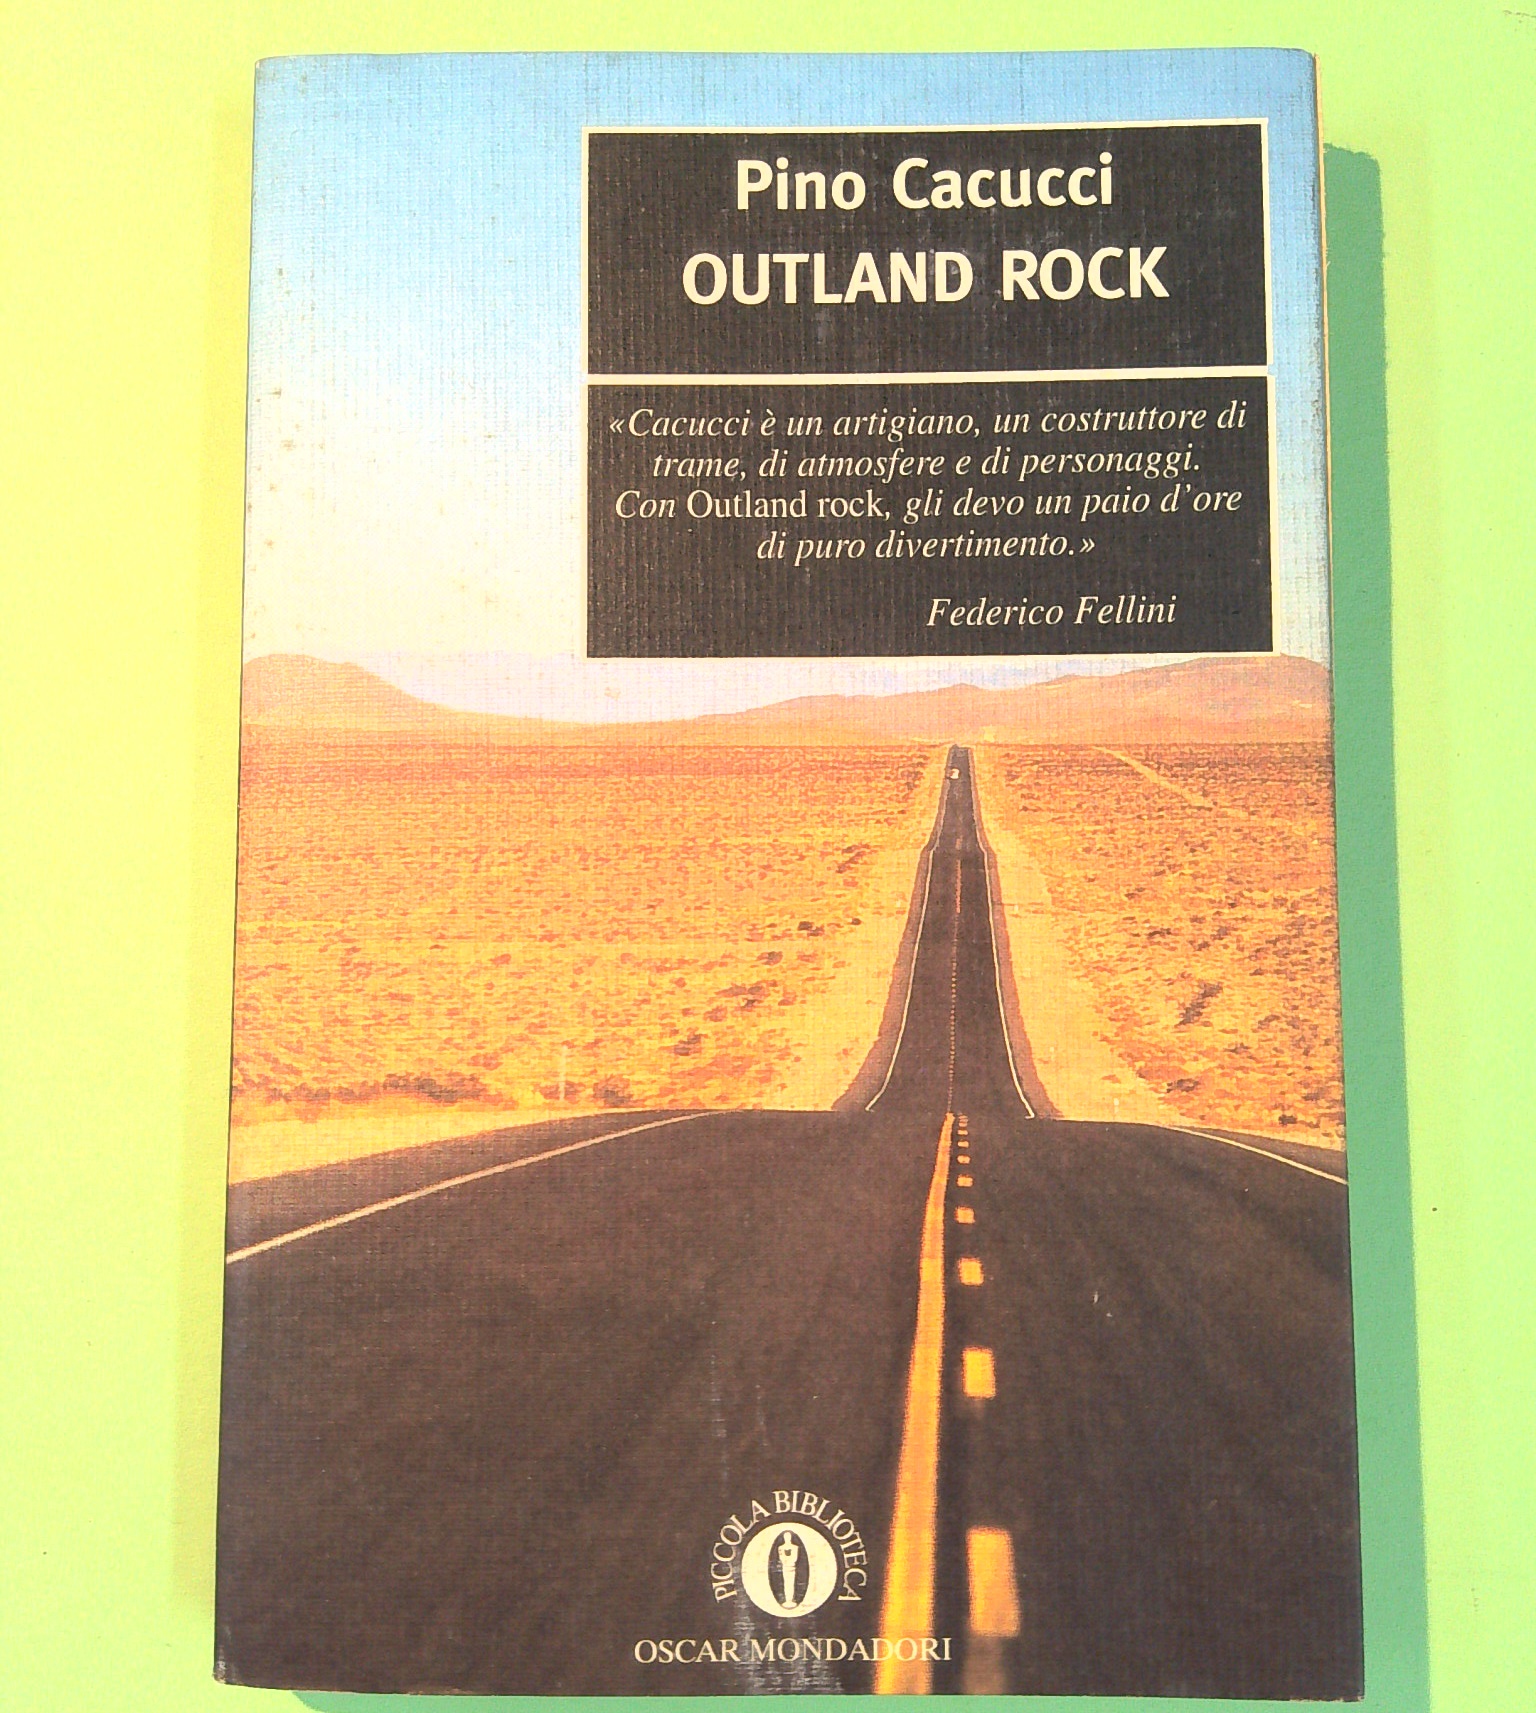 Pino Cacucci
OUTLAND ROCK
«Cacucci è un artigiano, un costruttore di
trame, di atmosfere e di personaggi.
Con Outland rock, gli devo un paio d'ore
di puro divertimento.»
Federico Fellini
PICCOLA BIBLIOTECA
OSCAR MONDADORI